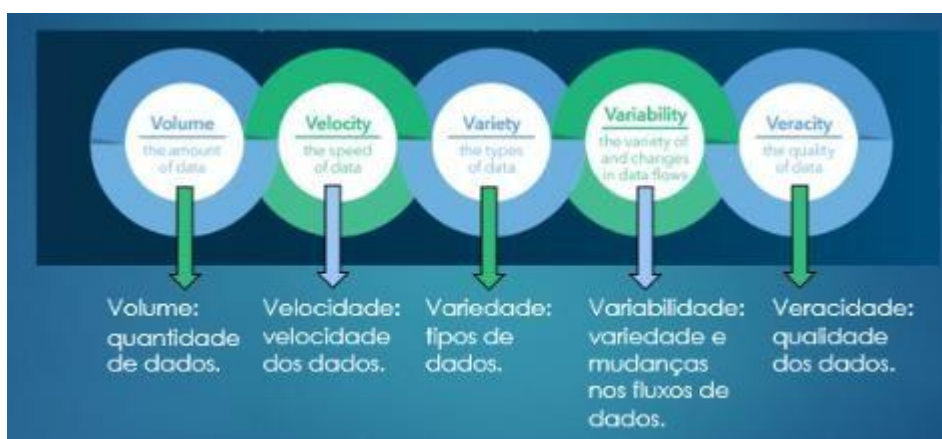 Volume
the amount
of data
Velocity
the speed
of data
Variety
the types
of data
Variability
the variety of
and changes
in data flows
Veracity
the quality
of data
Volume:
quantidade
de dados.
Velocidade:
velocidade
dos dados.
Variedade:
tipos de
dados.
Variabilidade:
variedade e
mudanças
nos fluxos de
dados.
Veracidade:
qualidade
dos dados.